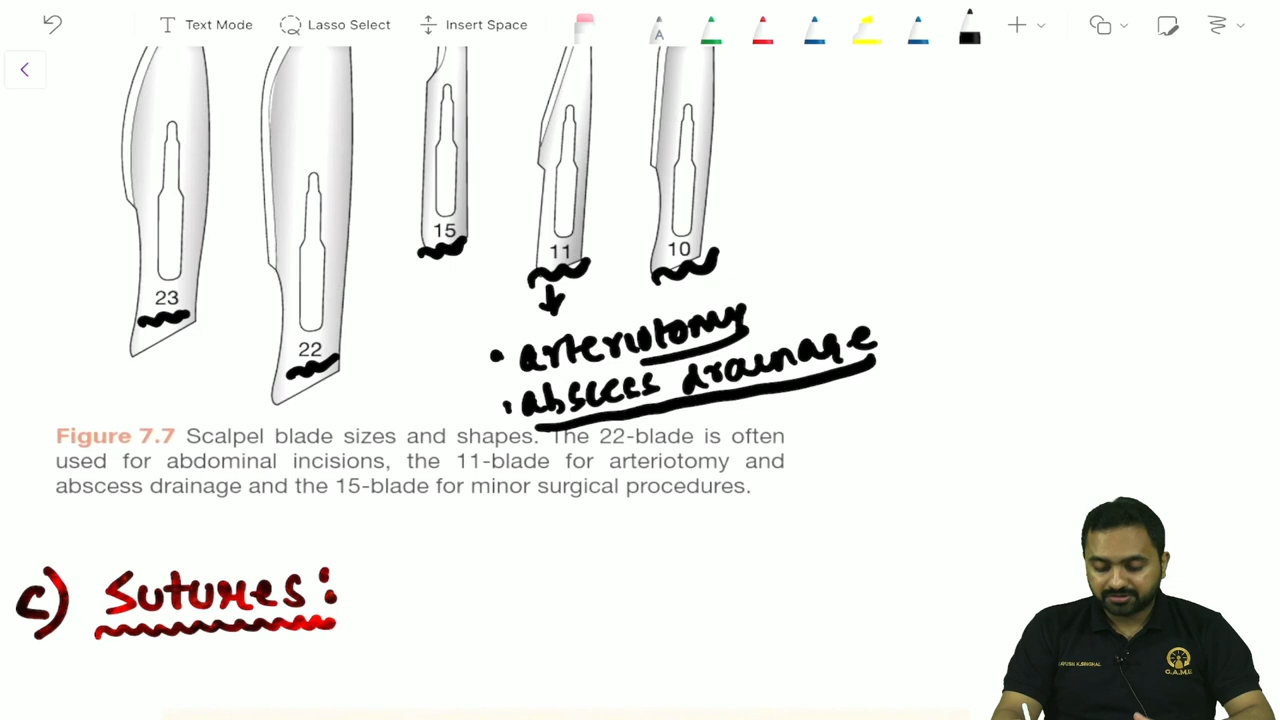 Text Mode Lasso Select Insert Space
A
15
11
10
23
22
• arteriotomy
• abscess drainage
Figure 7.7 Scalpel blade sizes and shapes. The 22-blade is often
used for abdominal incisions, the 11-blade for arteriotomy and
abscess drainage and the 15-blade for minor surgical procedures.
c) Sutures:
G.A.M.E